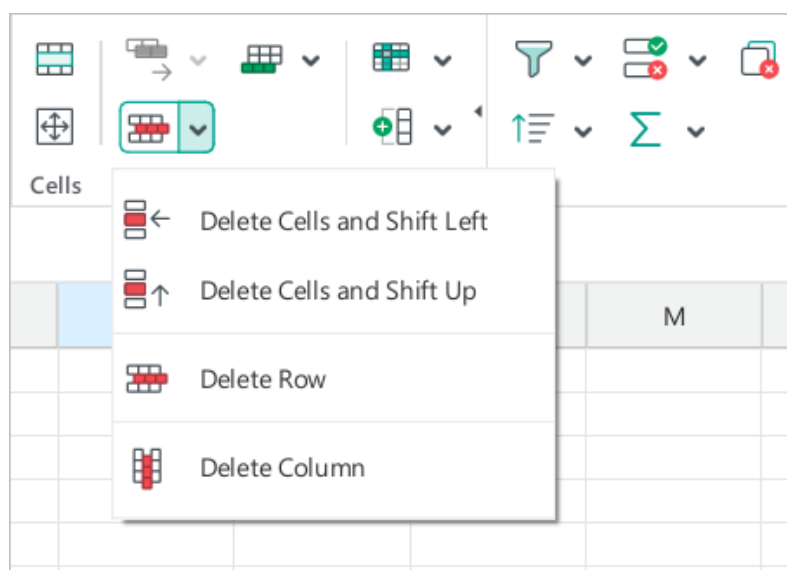 Cells
Delete Cells and Shift Left
Delete Cells and Shift Up
M
Delete Row
Delete Column